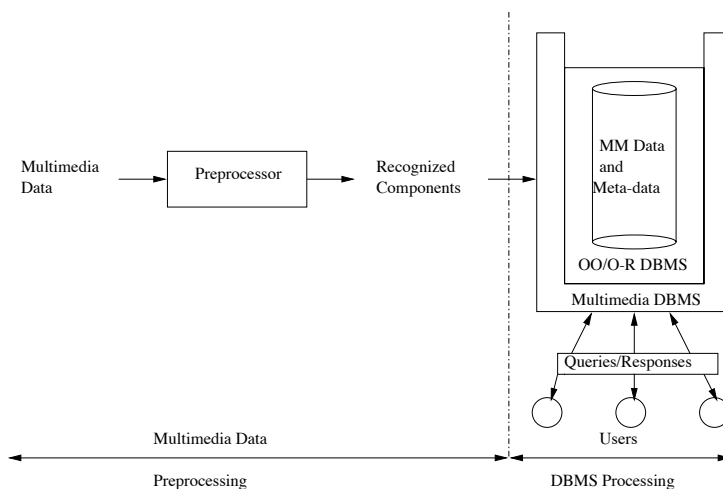 Multimedia
Data
Preprocessor
Recognized
Components
MM Data
and
Meta-data
OO/O-R DBMS
Multimedia DBMS
Queries/Responses
Multimedia Data
Users
Preprocessing
DBMS Processing